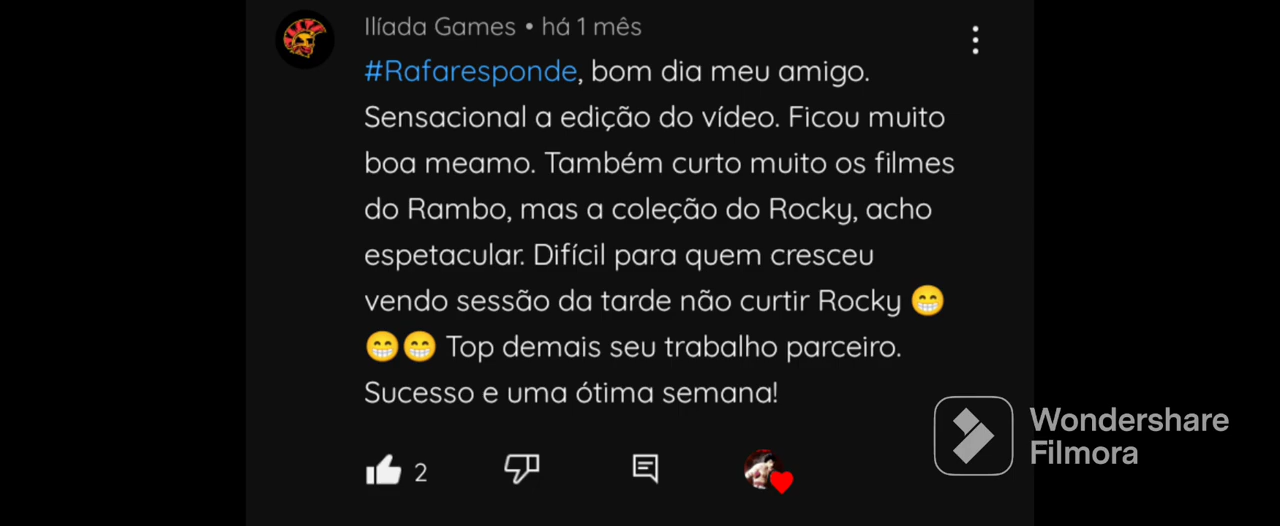 Ilíada Games • há 1 mês
#Rafaresponde, bom dia meu amigo.
Sensacional a edição do vídeo. Ficou muito
boa meamo. Também curto muito os filmes
do Rambo, mas a coleção do Rocky, acho
espetacular. Difícil para quem cresceu
vendo sessão da tarde não curtir Rocky 😁
😁😁 Top demais seu trabalho parceiro.
Sucesso e uma ótima semana!
2
Wondershare
Filmora